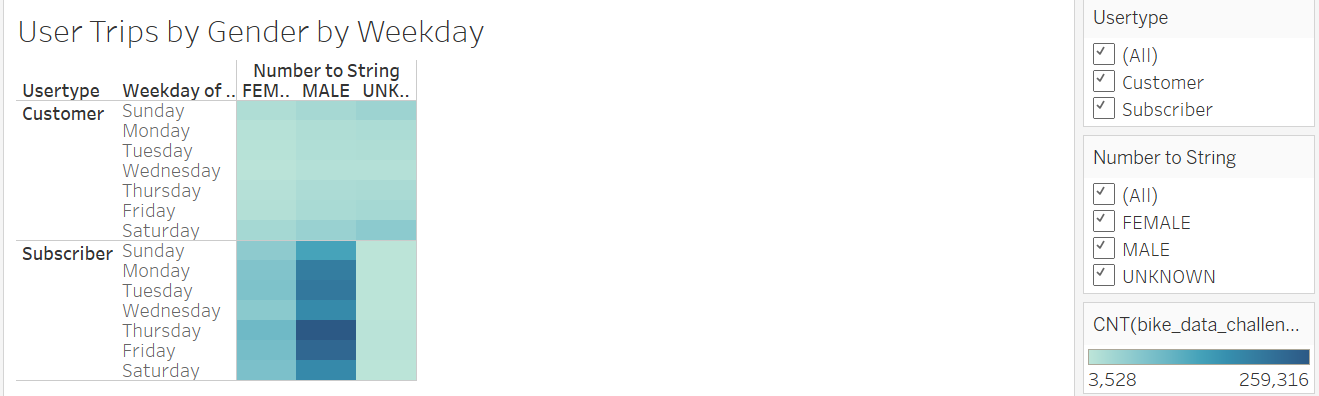 User Trips by Gender by Weekday
Number to String
Usertype Weekday of .. FEM.. MALE UNK..
Customer Sunday
Monday
Tuesday
Wednesday
Thursday
Friday
Saturday
Subscriber Sunday
Monday
Tuesday
Wednesday
Thursday
Friday
Saturday
Usertype
(All)
Customer
Subscriber
Number to String
(All)
FEMALE
MALE
UNKNOWN
CNT(bike_data_challen...
3,528 259,316